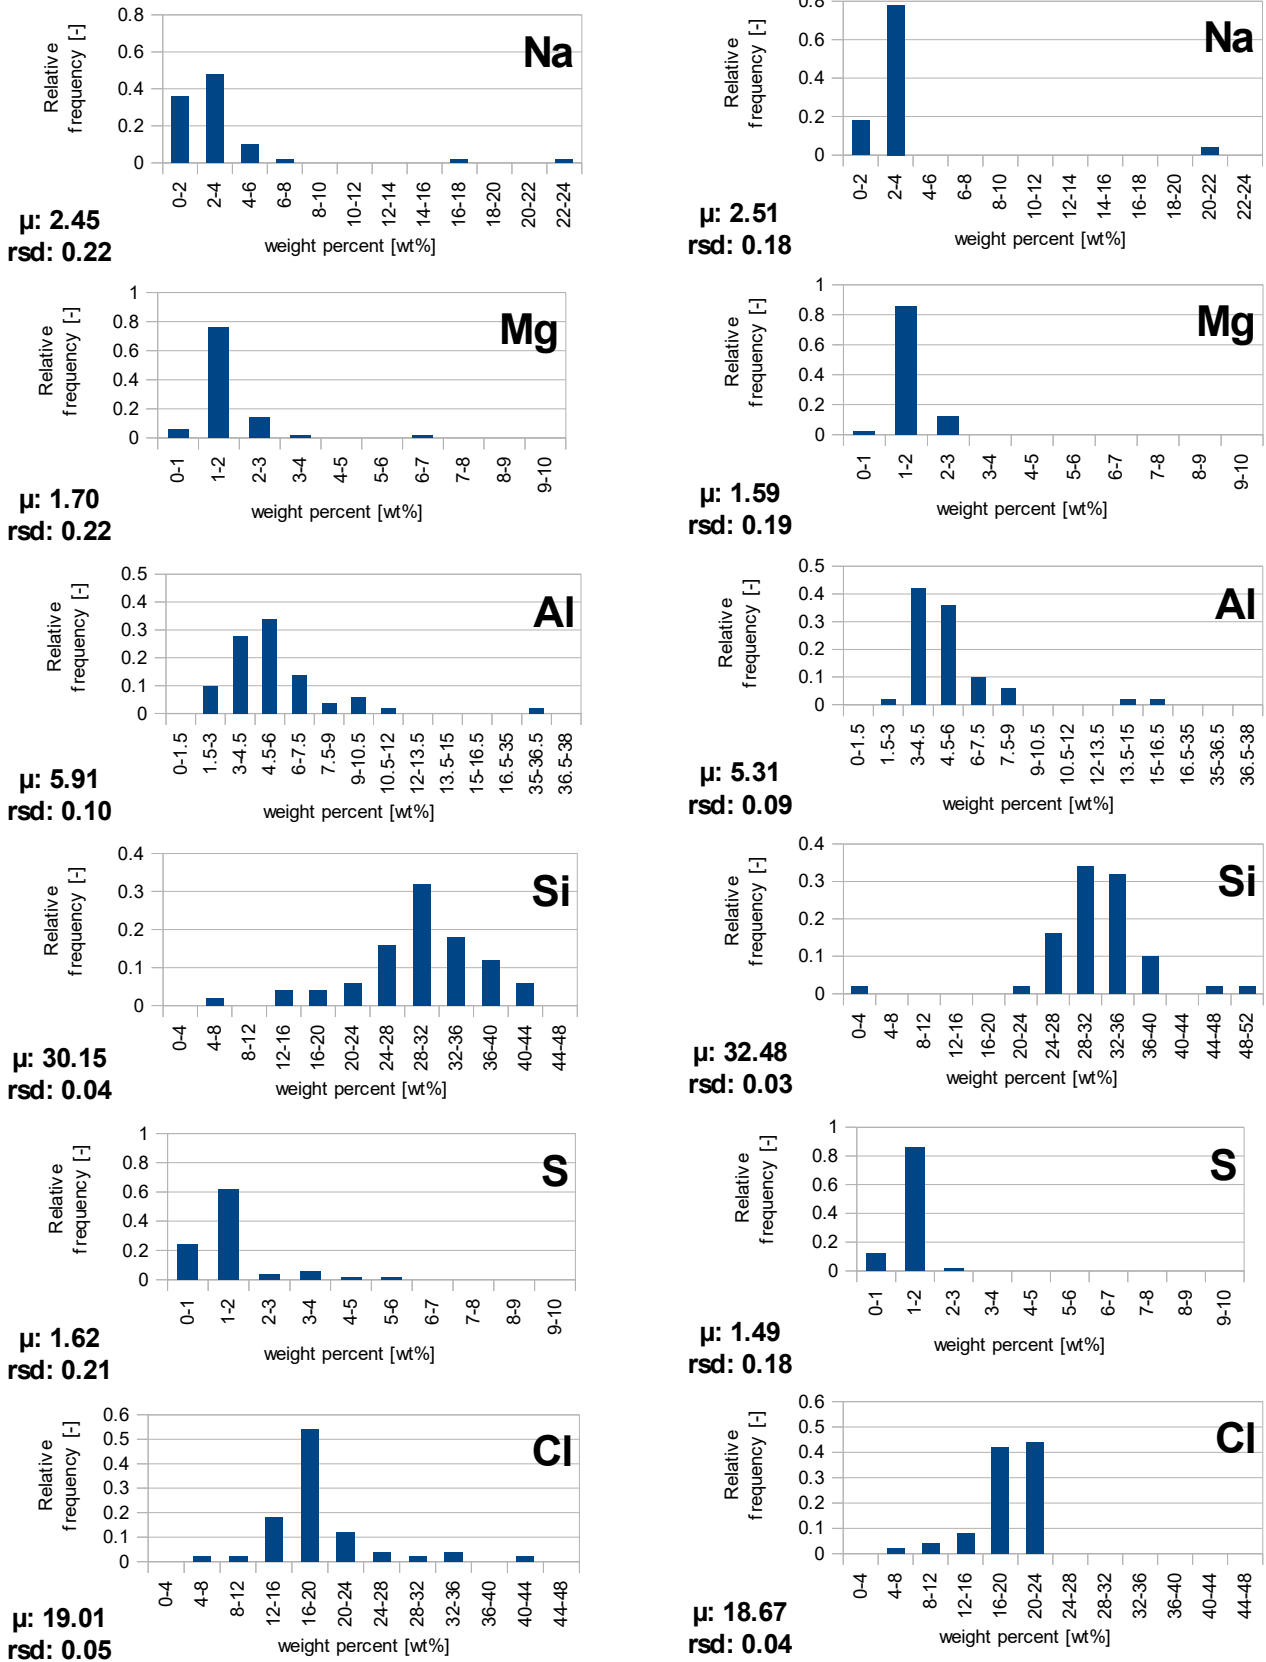 Relative
frequency [-]
0.8
0.6
0.4
0.2
0
Na
0-2
2-4
4-6
6-8
8-10
10-12
12-14
14-16
16-18
18-20
20-22
22-24
weight percent [wt%]
µ: 2.45
rsd: 0.22
Relative
frequency [-]
0.8
0.6
0.4
0.2
0
Na
0-2
2-4
4-6
6-8
8-10
10-12
12-14
14-16
16-18
18-20
20-22
22-24
weight percent [wt%]
µ: 2.51
rsd: 0.18
Relative
frequency [-]
1
0.8
0.6
0.4
0.2
0
Mg
0-1
1-2
2-3
3-4
4-5
5-6
6-7
7-8
8-9
9-10
weight percent [wt%]
µ: 1.70
rsd: 0.22
Relative
frequency [-]
1
0.8
0.6
0.4
0.2
0
Mg
0-1
1-2
2-3
3-4
4-5
5-6
6-7
7-8
8-9
9-10
weight percent [wt%]
µ: 1.59
rsd: 0.19
Relative
frequency [-]
0.5
0.4
0.3
0.2
0.1
0
Al
0-1.5
1.5-3
3-4.5
4.5-6
6-7.5
7.5-9
9-10.5
10.5-12
12-13.5
13.5-15
15-16.5
16.5-35
35-36.5
36.5-38
weight percent [wt%]
µ: 5.91
rsd: 0.10
Relative
frequency [-]
0.5
0.4
0.3
0.2
0.1
0
Al
0-1.5
1.5-3
3-4.5
4.5-6
6-7.5
7.5-9
9-10.5
10.5-12
12-13.5
13.5-15
15-16.5
16.5-35
35-36.5
36.5-38
weight percent [wt%]
µ: 5.31
rsd: 0.09
Relative
frequency [-]
0.4
0.3
0.2
0.1
0
Si
0-4
4-8
8-12
12-16
16-20
20-24
24-28
28-32
32-36
36-40
40-44
44-48
weight percent [wt%]
µ: 30.15
rsd: 0.04
Relative
frequency [-]
0.4
0.3
0.2
0.1
0
Si
0-4
4-8
8-12
12-16
16-20
20-24
24-28
28-32
32-36
36-40
40-44
44-48
48-52
weight percent [wt%]
µ: 32.48
rsd: 0.03
Relative
frequency [-]
1
0.8
0.6
0.4
0.2
0
S
0-1
1-2
2-3
3-4
4-5
5-6
6-7
7-8
8-9
9-10
weight percent [wt%]
µ: 1.62
rsd: 0.21
Relative
frequency [-]
1
0.8
0.6
0.4
0.2
0
S
0-1
1-2
2-3
3-4
4-5
5-6
6-7
7-8
8-9
9-10
weight percent [wt%]
µ: 1.49
rsd: 0.18
Relative
frequency [-]
0.6
0.5
0.4
0.3
0.2
0.1
0
Cl
0-4
4-8
8-12
12-16
16-20
20-24
24-28
28-32
32-36
36-40
40-44
44-48
weight percent [wt%]
µ: 19.01
rsd: 0.05
Relative
frequency [-]
0.6
0.5
0.4
0.3
0.2
0.1
0
Cl
0-4
4-8
8-12
12-16
16-20
20-24
24-28
28-32
32-36
36-40
40-44
44-48
weight percent [wt%]
µ: 18.67
rsd: 0.04